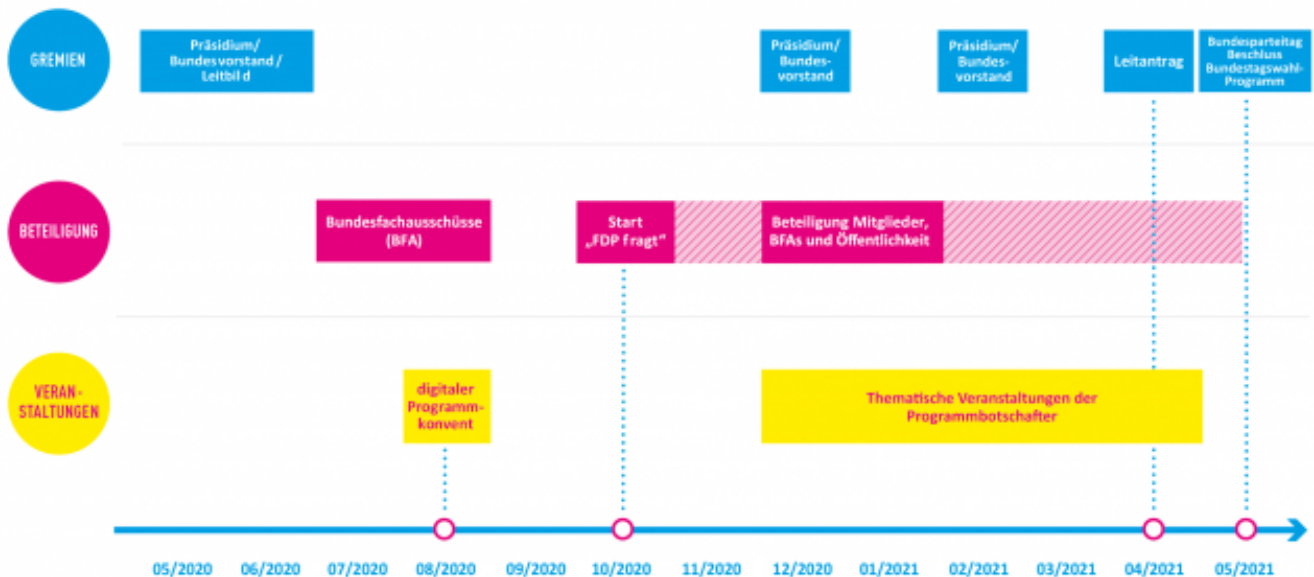 GREMIEN
Präsidium/
Bundesvorstand/
Leitbild
Präsidium/
Bundes-
vorstand
Präsidium/
Bundes-
vorstand
Leitantrag
Bundesparteitag
Beschluss
Bundestagswahl-
Programm
BETEILIGUNG
Bundesfachausschüsse
(BFA)
Start
„FDP fragt“
Beteiligung Mitglieder,
BFAs und Öffentlichkeit
VERAN-
STALTUNGEN
digitaler
Programm-
konvent
Thematische Veranstaltungen der
Programmbotschafter
05/2020 06/2020 07/2020 08/2020 09/2020 10/2020 11/2020 12/2020 01/2021 02/2021 03/2021 04/2021 05/2021